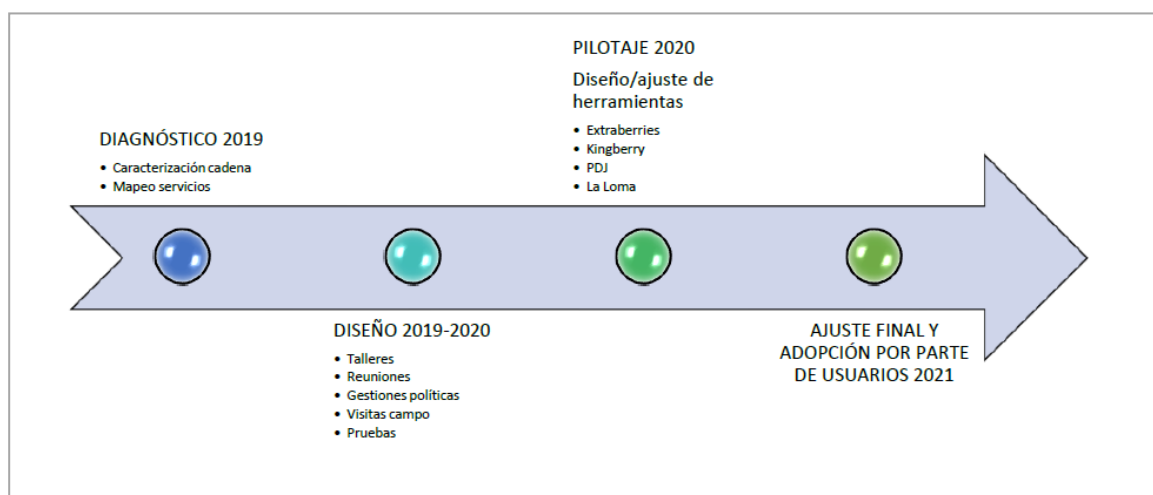 DIAGNÓSTICO 2019
• Caracterización cadena
• Mapeo servicios
DISEÑO 2019-2020
• Talleres
• Reuniones
• Gestiones políticas
• Visitas campo
• Pruebas
PILOTAJE 2020
Diseño/ajuste de
herramientas
• Extraberries
• Kingberry
• PDJ
• La Loma
AJUSTE FINAL Y
ADOPCIÓN POR PARTE
DE USUARIOS 2021